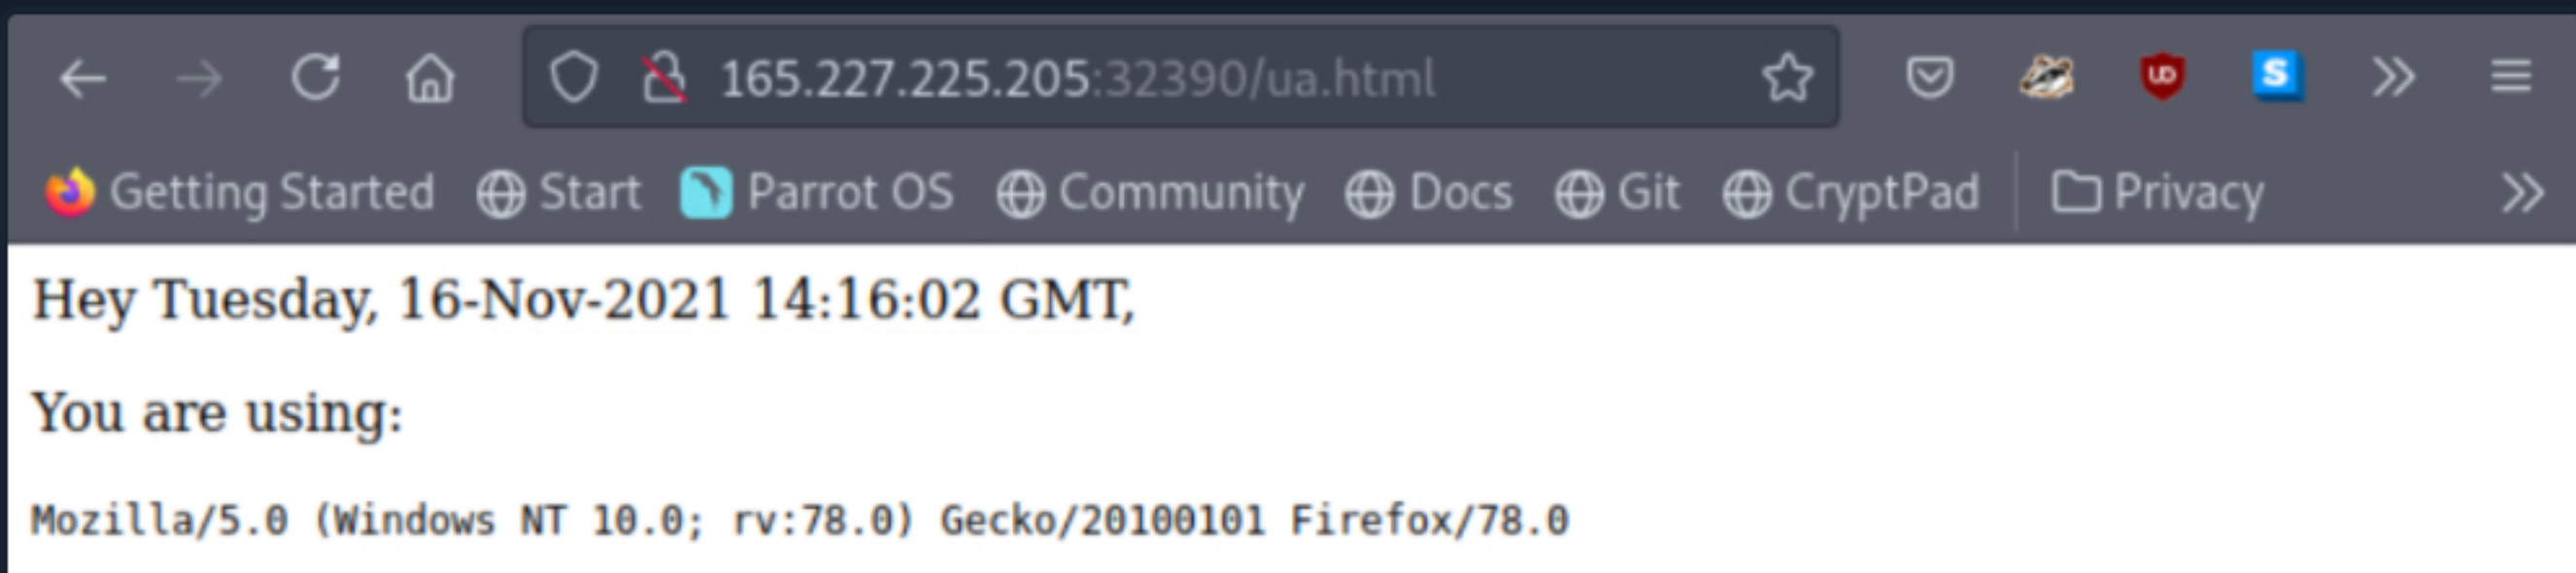 165.227.225.205:32390/ua.html
Getting Started Start Parrot OS Community Docs Git CryptPad Privacy
Hey Tuesday, 16-Nov-2021 14:16:02 GMT,
You are using:
Mozilla/5.0 (Windows NT 10.0; rv:78.0) Gecko/20100101 Firefox/78.0